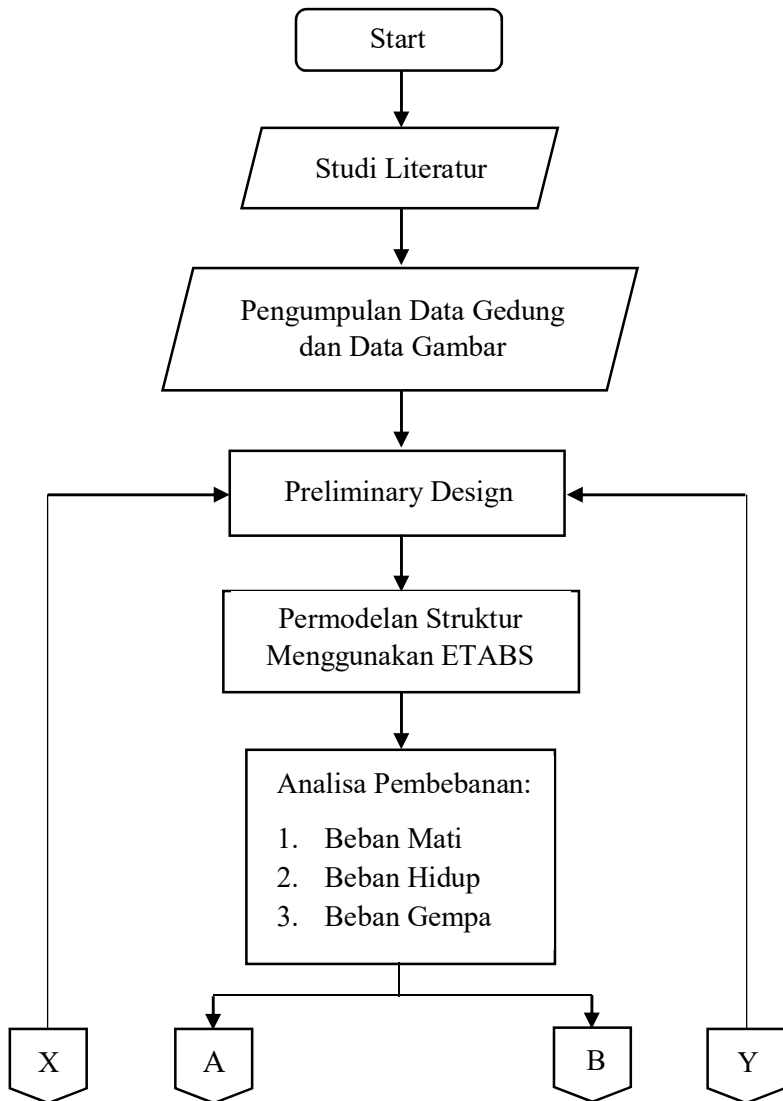 Start
Studi Literatur
Pengumpulan Data Gedung
dan Data Gambar
Preliminary Design
Permodelan Struktur
Menggunakan ETABS
Analisa Pembebanan:
1. Beban Mati
2. Beban Hidup
3. Beban Gempa
X
A
B
Y